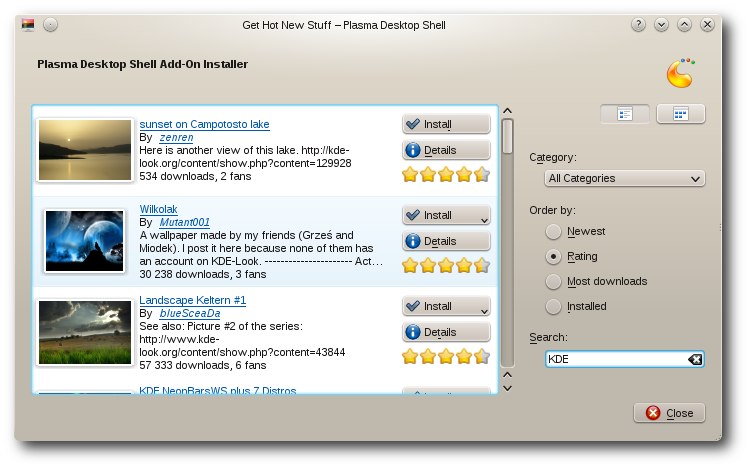 Get Hot New Stuff – Plasma Desktop Shell
Plasma Desktop Shell Add-On Installer
sunset on Campotosto lake
By zenren
Here is another view of this lake. http://kde-
look.org/content/show.php?content=129928
534 downloads, 2 fans
Install
Details
Wilkolak
By Mutant001
A wallpaper made by my friends (Grześ and
Miodek). I post it here because none of them has
an account on KDE-Look. ---------------------- Act...
30 238 downloads, 3 fans
Install
Details
Landscape Keltern #1
By blueSceaDa
See also: Picture #2 of the series:
http://www.kde-
look.org/content/show.php?content=43844
57 333 downloads, 6 fans
Install
Details
KDE NeonBarsWS plus 7 Distros
Category:
All Categories
Order by:
Newest
Rating
Most downloads
Installed
Search:
KDE
Close